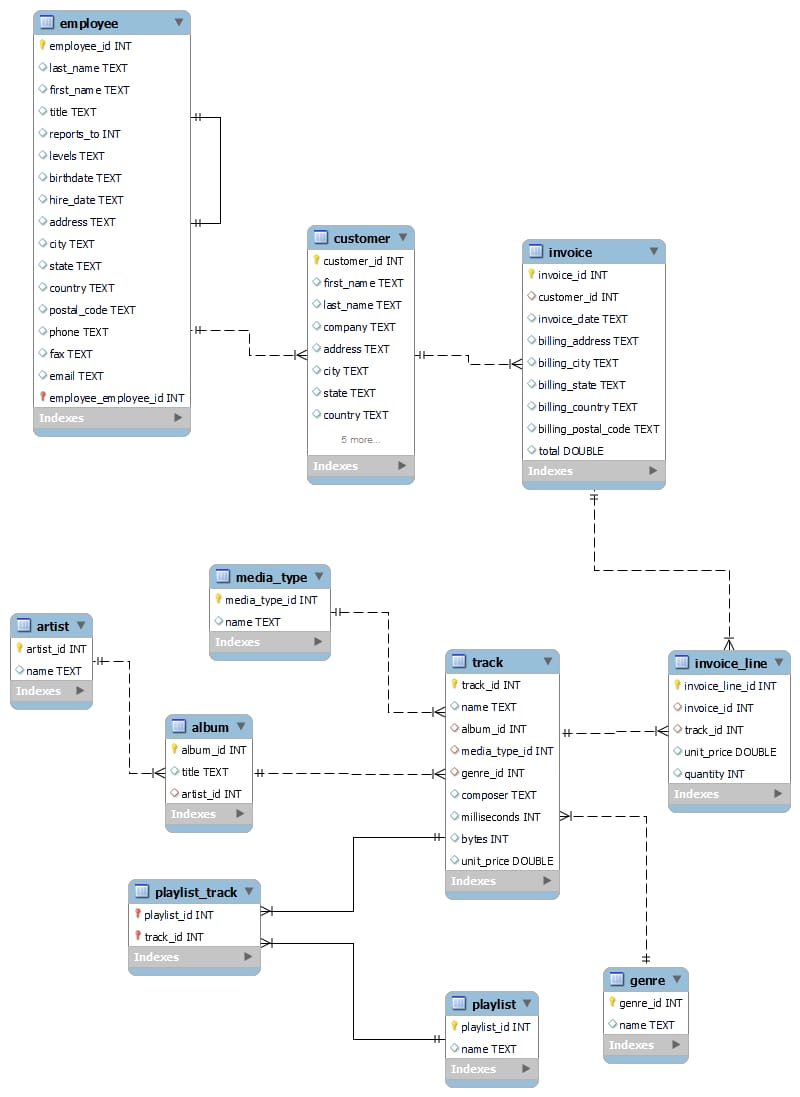 employee
employee_id INT
last_name TEXT
first_name TEXT
title TEXT
reports_to INT
levels TEXT
birthdate TEXT
hire_date TEXT
address TEXT
city TEXT
state TEXT
country TEXT
postal_code TEXT
phone TEXT
fax TEXT
email TEXT
employee_employee_id INT
Indexes
customer
customer_id INT
first_name TEXT
last_name TEXT
company TEXT
address TEXT
city TEXT
state TEXT
country TEXT
5 more...
Indexes
invoice
invoice_id INT
customer_id INT
invoice_date TEXT
billing_address TEXT
billing_city TEXT
billing_state TEXT
billing_country TEXT
billing_postal_code TEXT
total DOUBLE
Indexes
media_type
media_type_id INT
name TEXT
Indexes
artist
artist_id INT
name TEXT
Indexes
album
album_id INT
title TEXT
artist_id INT
Indexes
track
track_id INT
name TEXT
album_id INT
media_type_id INT
genre_id INT
composer TEXT
milliseconds INT
bytes INT
unit_price DOUBLE
Indexes
invoice_line
invoice_line_id INT
invoice_id INT
track_id INT
unit_price DOUBLE
quantity INT
Indexes
playlist_track
playlist_id INT
track_id INT
Indexes
playlist
playlist_id INT
name TEXT
Indexes
genre
genre_id INT
name TEXT
Indexes